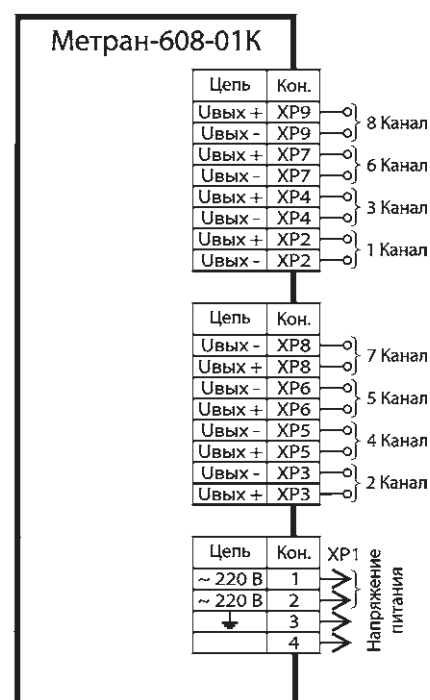 Метран-608-01К
Цепь Кон.
Uвых + XP9
Uвых - XP9
8 Канал
Uвых + XP7
Uвых - XP7
6 Канал
Uвых + XP4
Uвых - XP4
3 Канал
Uвых + XP2
Uвых - XP2
1 Канал
Цепь Кон.
Uвых - XP8
Uвых + XP8
7 Канал
Uвых - XP6
Uвых + XP6
5 Канал
Uвых - XP5
Uвых + XP5
4 Канал
Uвых - XP3
Uвых + XP3
2 Канал
Цепь Кон. XP1
~ 220 В 1
~ 220 В 2
3
4
Напряжение
питания